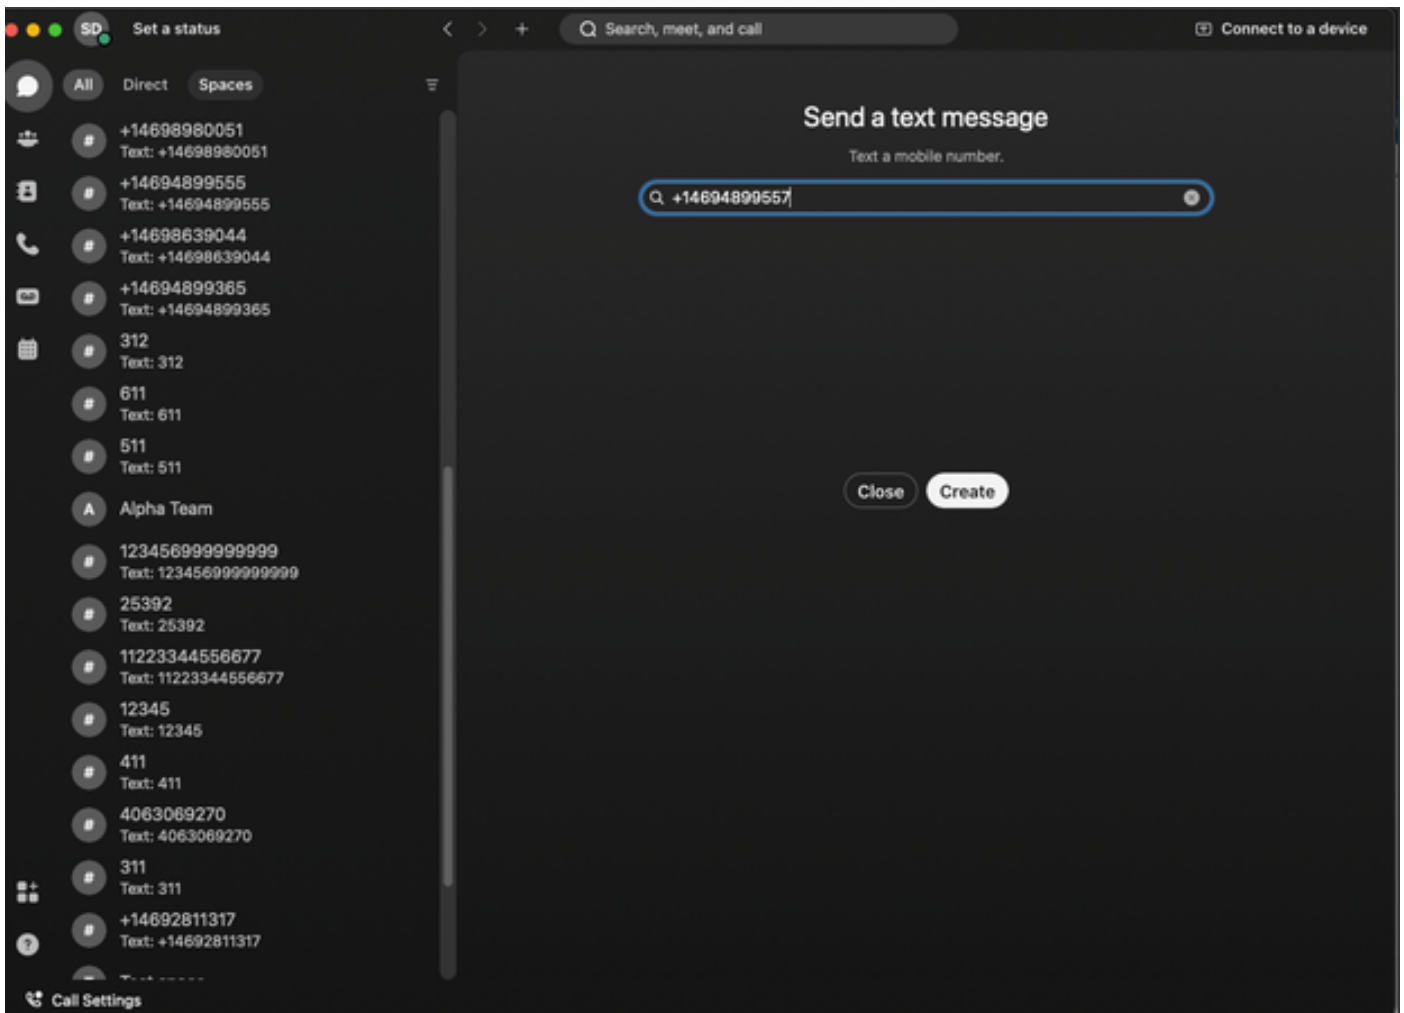 SD
Set a status
Search, meet, and call
Connect to a device
All
Direct
Spaces
+14698980051
Text: +14698980051
+14694899555
Text: +14694899555
+14698639044
Text: +14698639044
+14694899365
Text: +14694899365
312
Text: 312
611
Text: 611
511
Text: 511
A
Alpha Team
123456999999999
Text: 123456999999999
25392
Text: 25392
11223344556677
Text: 11223344556677
12345
Text: 12345
411
Text: 411
4063069270
Text: 4063069270
311
Text: 311
+14692811317
Text: +14692811317
Call Settings
Send a text message
Text a mobile number.
+14694899557
Close
Create